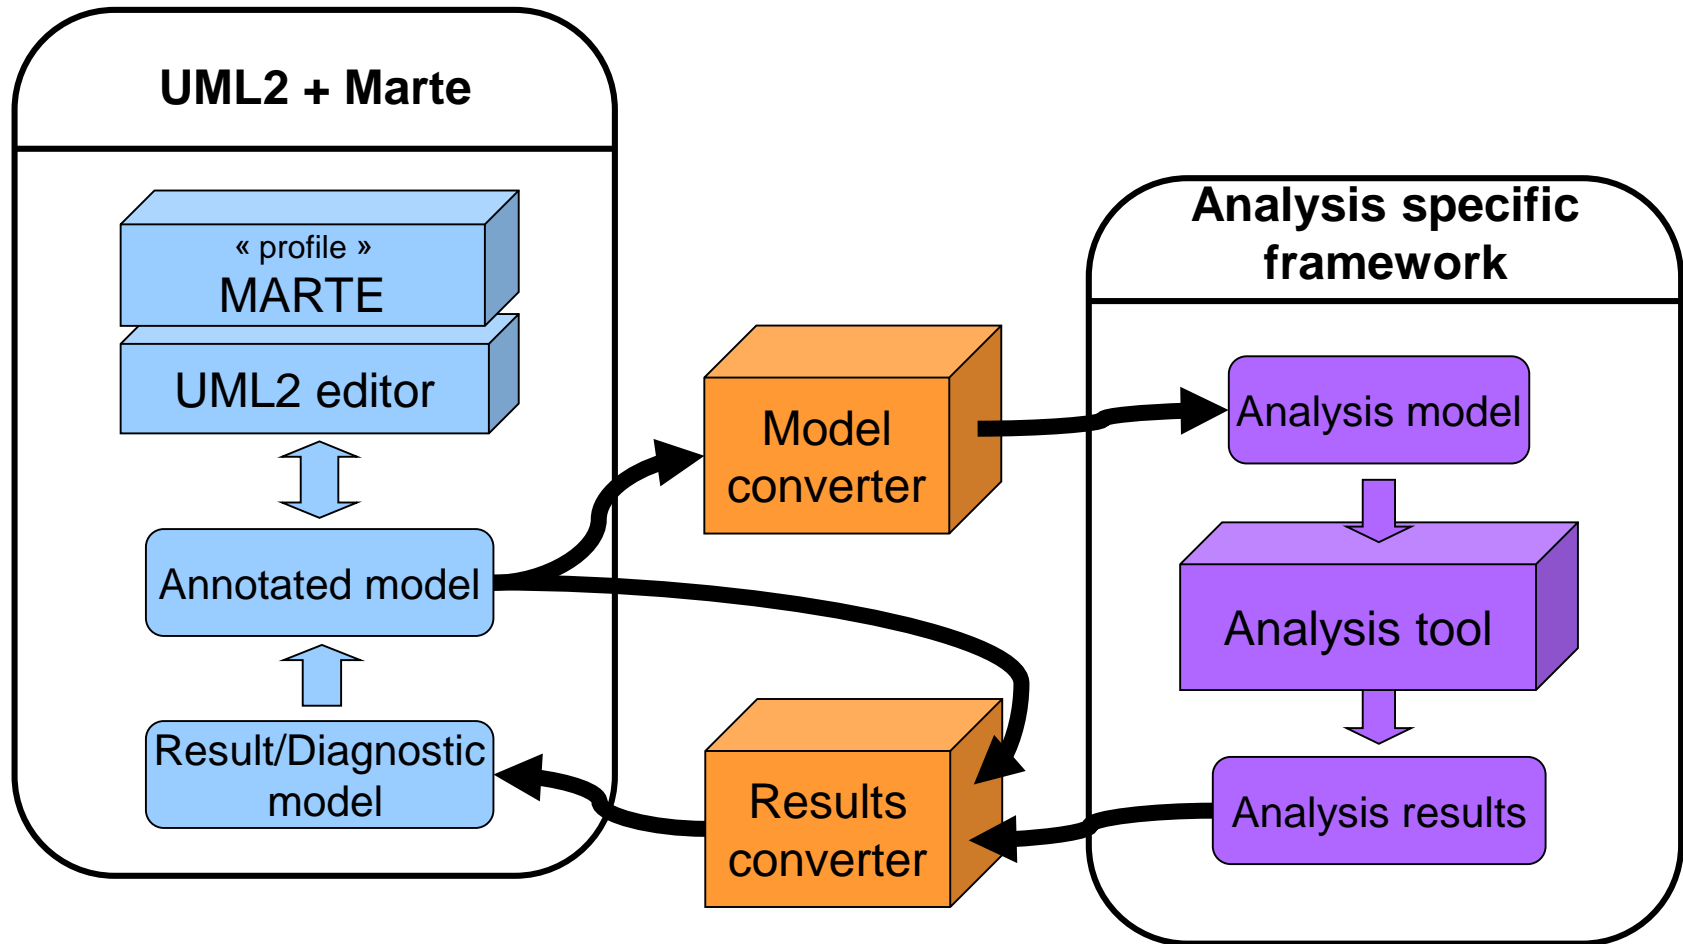 UML2 + Marte
« profile »
MARTE
UML2 editor
Annotated model
Result/Diagnostic
model
Model
converter
Results
converter
Analysis specific
framework
Analysis model
Analysis tool
Analysis results